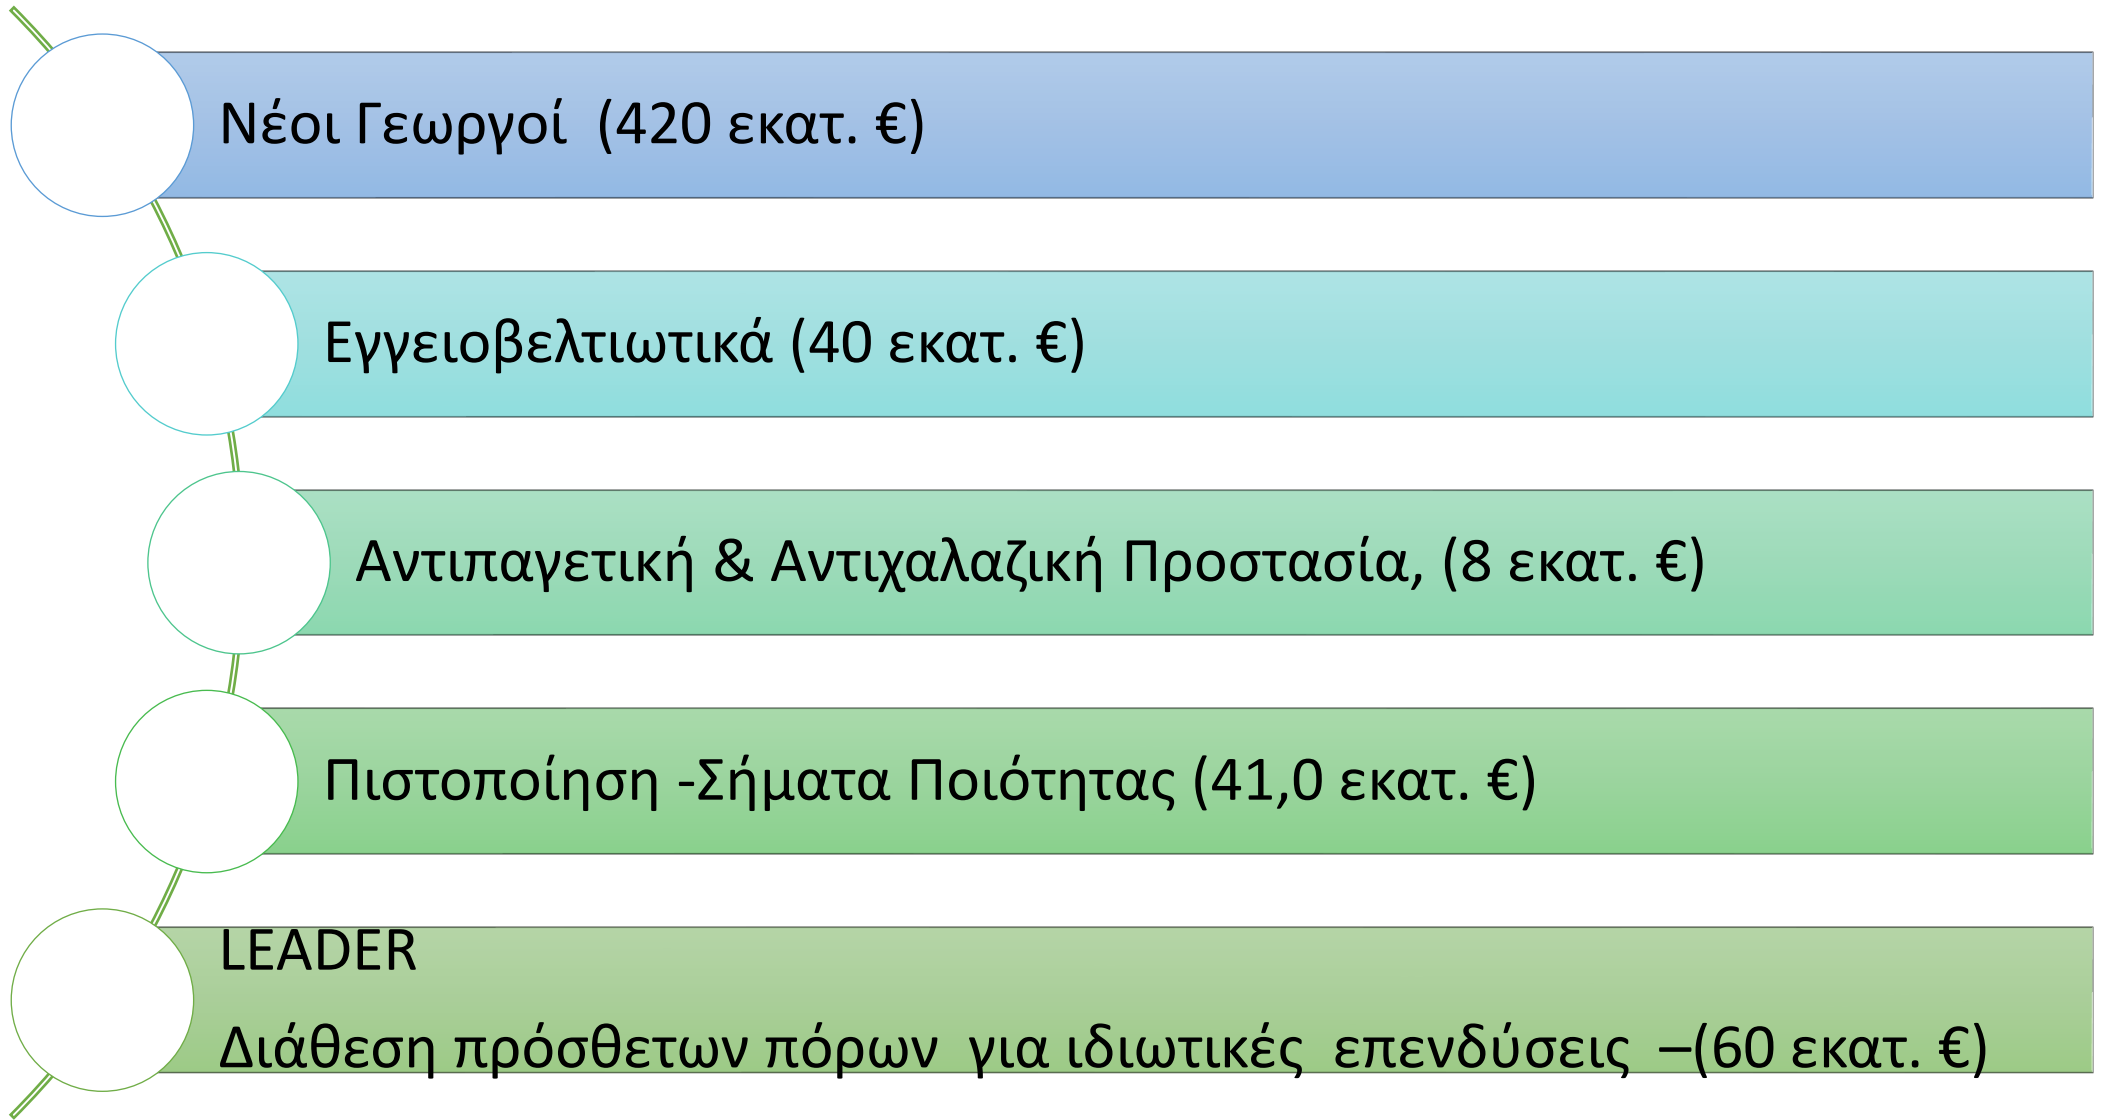 Νέοι Γεωργοί (420 εκατ. €)
Εγγειοβελτιωτικά (40 εκατ. €)
Αντιπαγετική & Αντιχαλαζική Προστασία, (8 εκατ. €)
Πιστοποίηση -Σήματα Ποιότητας (41,0 εκατ. €)
LEADER
Διάθεση πρόσθετων πόρων για ιδιωτικές επενδύσεις –(60 εκατ. €)